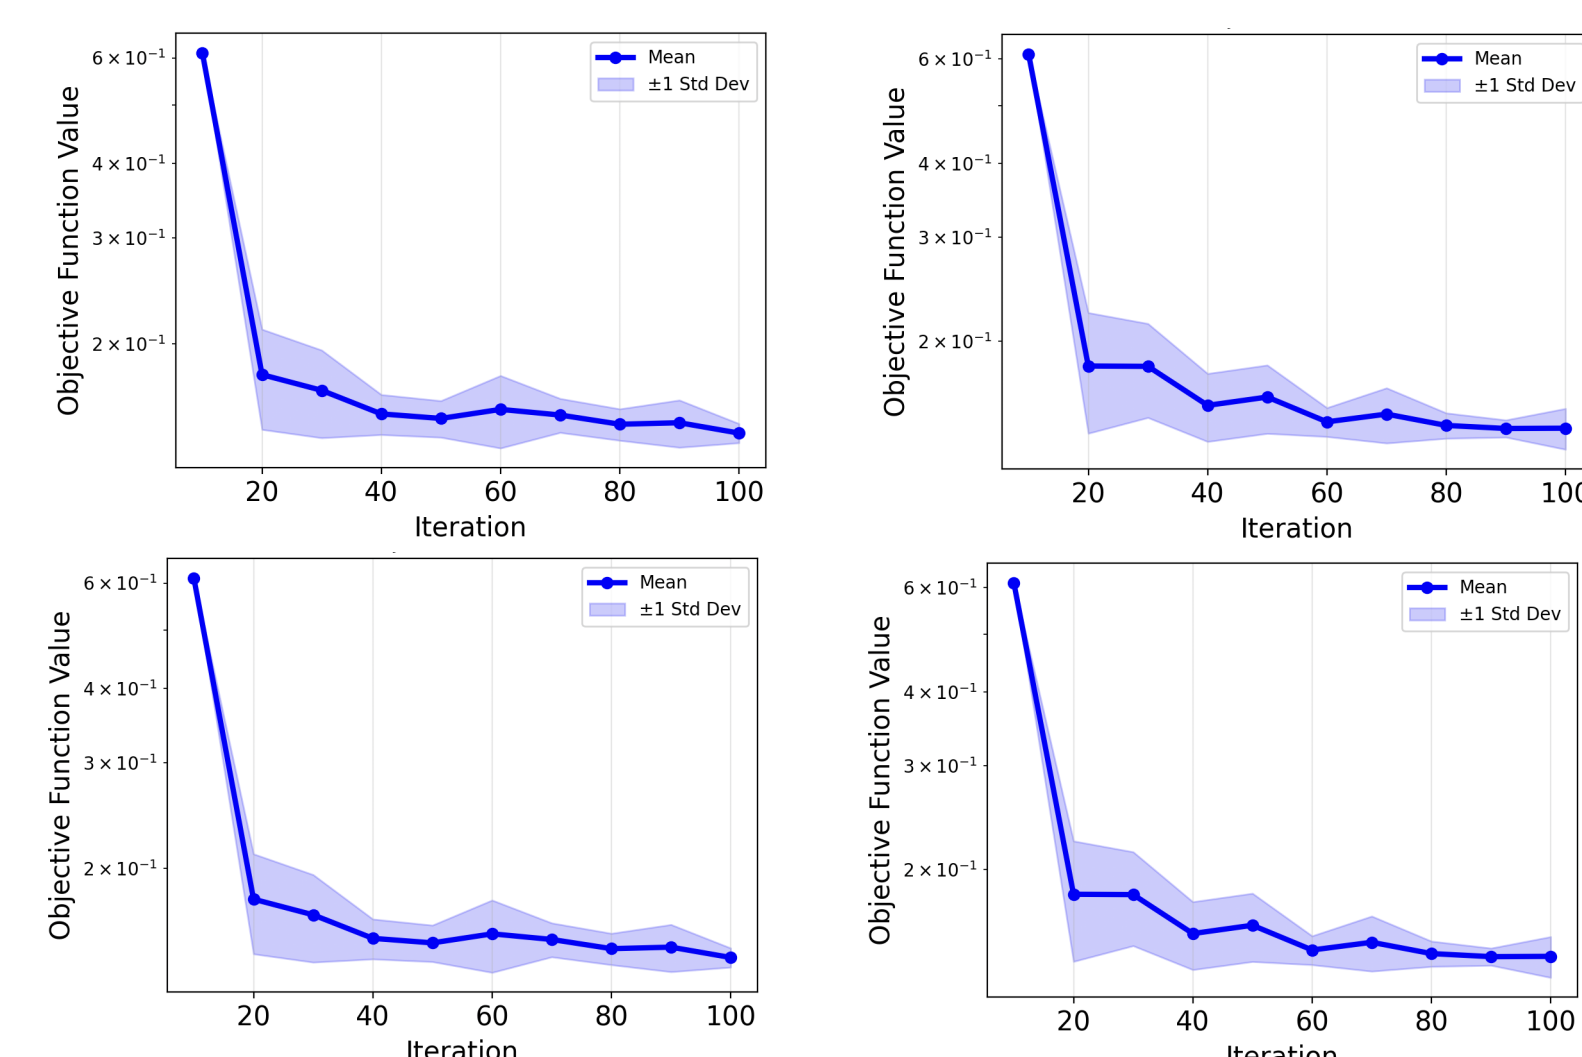 Objective Function Value
6 × 10⁻¹
4 × 10⁻¹
3 × 10⁻¹
2 × 10⁻¹
Mean
±1 Std Dev
20 40 60 80 100
Iteration
Objective Function Value
6 × 10⁻¹
4 × 10⁻¹
3 × 10⁻¹
2 × 10⁻¹
Mean
±1 Std Dev
20 40 60 80 100
Iteration
Objective Function Value
6 × 10⁻¹
4 × 10⁻¹
3 × 10⁻¹
2 × 10⁻¹
Mean
±1 Std Dev
20 40 60 80 100
Iteration
Objective Function Value
6 × 10⁻¹
4 × 10⁻¹
3 × 10⁻¹
2 × 10⁻¹
Mean
±1 Std Dev
20 40 60 80 100
Iteration